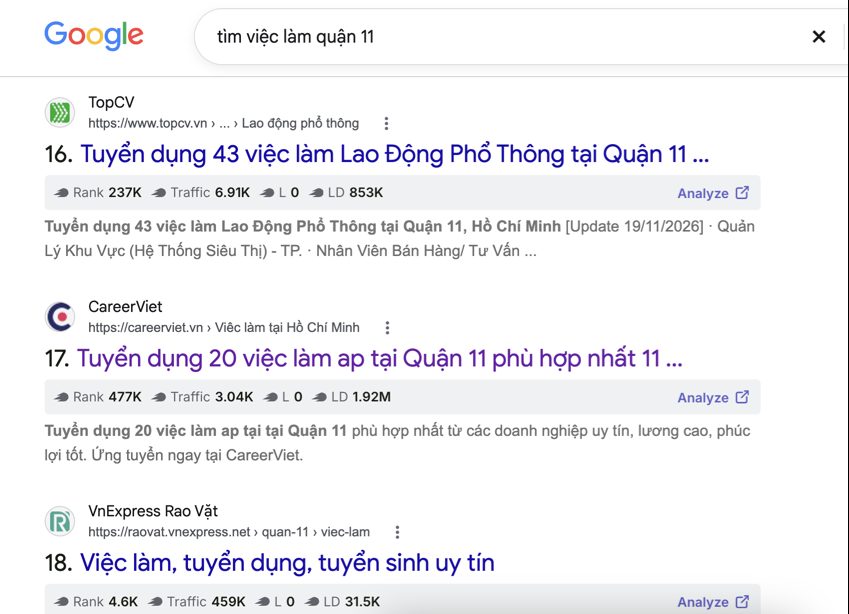 Google
tìm việc làm quận 11
TopCV
https://www.topcv.vn › ... › Lao động phổ thông
16. Tuyển dụng 43 việc làm Lao Động Phổ Thông tại Quận 11 ...
Rank 237K Traffic 6.91K L 0 LD 853K Analyze
Tuyển dụng 43 việc làm Lao Động Phổ Thông tại Quận 11, Hồ Chí Minh [Update 19/11/2026] · Quản
Lý Khu Vực (Hệ Thống Siêu Thị) - TP. · Nhân Viên Bán Hàng/ Tư Vấn ...
CareerViet
https://careerviet.vn › Viêc làm tại Hồ Chí Minh
17. Tuyển dụng 20 việc làm ap tại Quận 11 phù hợp nhất 11 ...
Rank 477K Traffic 3.04K L 0 LD 1.92M Analyze
Tuyển dụng 20 việc làm ap tại tại Quận 11 phù hợp nhất từ các doanh nghiệp uy tín, lương cao, phúc
lợi tốt. Ứng tuyển ngay tại CareerViet.
VnExpress Rao Vặt
https://raovat.vnexpress.net › quan-11 › viec-lam
18. Việc làm, tuyển dụng, tuyển sinh uy tín
Rank 4.6K Traffic 459K L 0 LD 31.5K Analyze